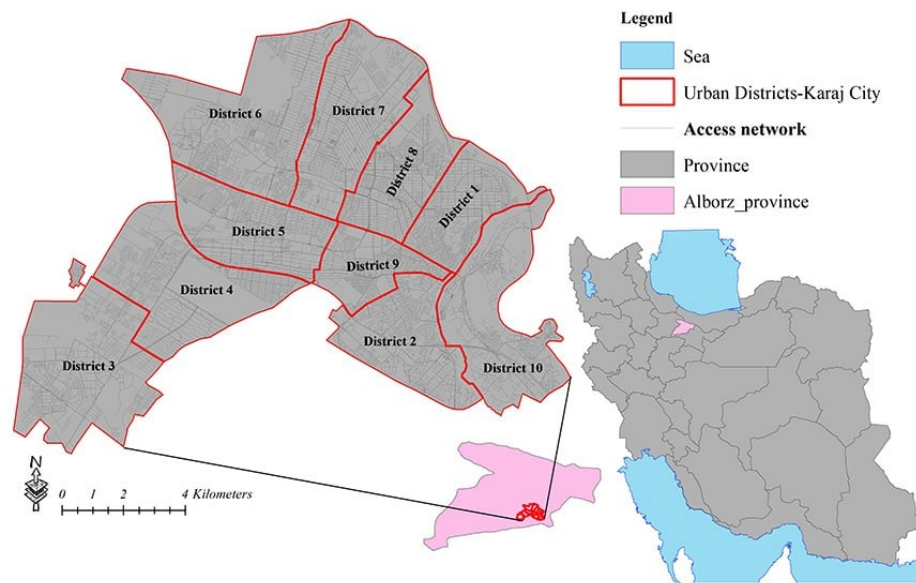 Legend
Sea
Urban Districts-Karaj City
Access network
Province
Alborz_province
District 6
District 7
District 8
District 1
District 5
District 9
District 4
District 2
District 3
District 10
N
0 1 2 4 Kilometers